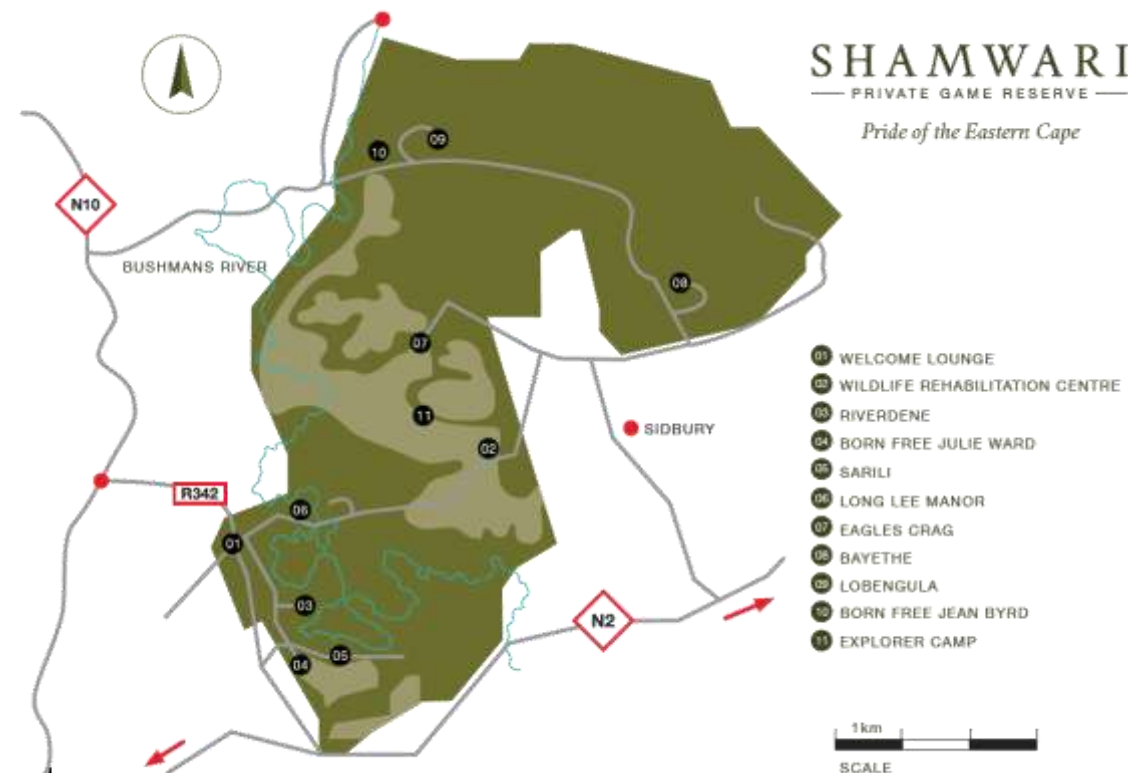 SHAMWARI
PRIVATE GAME RESERVE
Pride of the Eastern Cape
09
10
N10
BUSHMANS RIVER
08
07
11
02
SIDBURY
R342
06
01
03
N2
04
05
01 WELCOME LOUNGE
02 WILDLIFE REHABILITATION CENTRE
03 RIVERDENE
04 BORN FREE JULIE WARD
05 SARILI
06 LONG LEE MANOR
07 EAGLES CRAG
08 BAYETHE
09 LOBENGULA
10 BORN FREE JEAN BYRD
11 EXPLORER CAMP
1km
SCALE